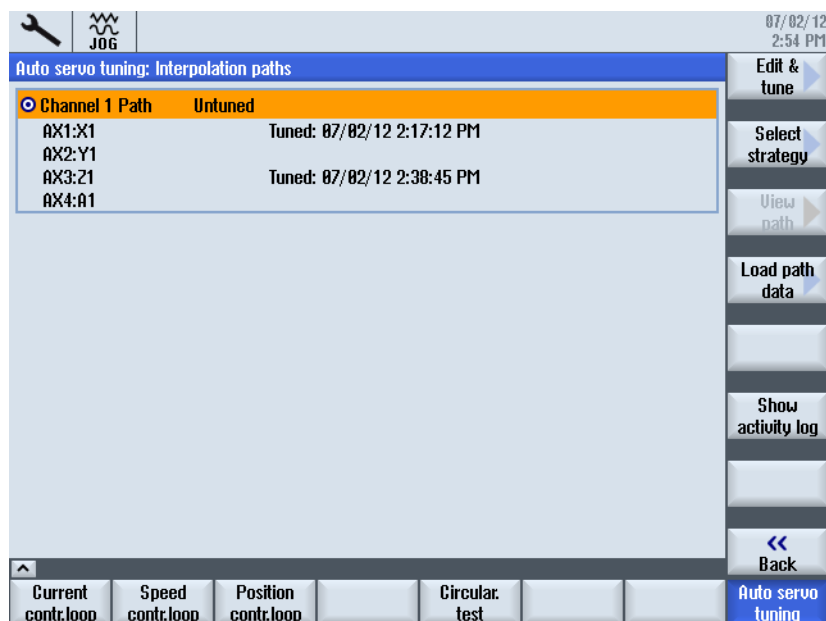 JOG
07/02/12
2:54 PM
Auto servo tuning: Interpolation paths
Channel 1 Path Untuned
AX1:X1 Tuned: 07/02/12 2:17:12 PM
AX2:Y1
AX3:Z1 Tuned: 07/02/12 2:38:45 PM
AX4:A1
Edit &
tune
Select
strategy
View
path
Load path
data
Show
activity log
Back
Current
contr.loop
Speed
contr.loop
Position
contr.loop
Circular.
test
Auto servo
tuning